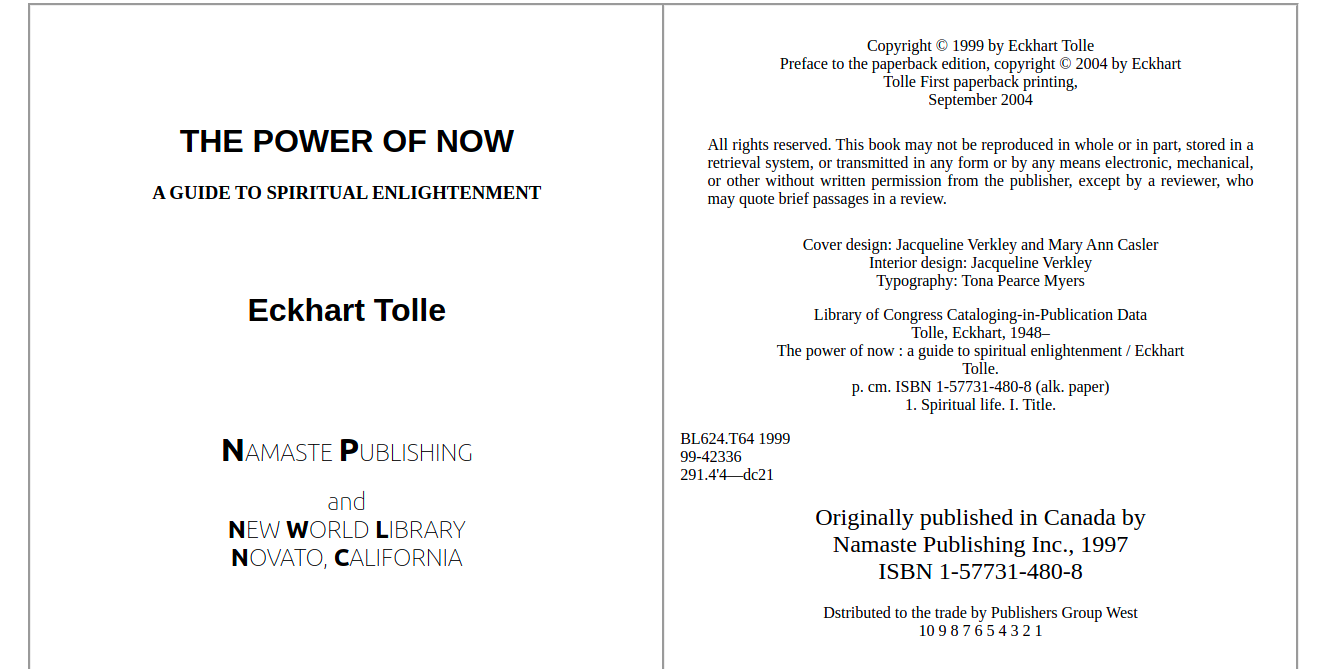 THE POWER OF NOW
A GUIDE TO SPIRITUAL ENLIGHTENMENT
Eckhart Tolle
NAMASTE PUBLISHING
and
NEW WORLD LIBRARY
NOVATO, CALIFORNIA
Copyright © 1999 by Eckhart Tolle
Preface to the paperback edition, copyright © 2004 by Eckhart
Tolle First paperback printing,
September 2004
All rights reserved. This book may not be reproduced in whole or in part, stored in a
retrieval system, or transmitted in any form or by any means electronic, mechanical,
or other without written permission from the publisher, except by a reviewer, who
may quote brief passages in a review.
Cover design: Jacqueline Verkley and Mary Ann Casler
Interior design: Jacqueline Verkley
Typography: Tona Pearce Myers
Library of Congress Cataloging-in-Publication Data
Tolle, Eckhart, 1948–
The power of now : a guide to spiritual enlightenment / Eckhart
Tolle.
p. cm. ISBN 1-57731-480-8 (alk. paper)
1. Spiritual life. I. Title.
BL624.T64 1999
99-42336
291.4'4—dc21
Originally published in Canada by
Namaste Publishing Inc., 1997
ISBN 1-57731-480-8
Dstributed to the trade by Publishers Group West
10 9 8 7 6 5 4 3 2 1